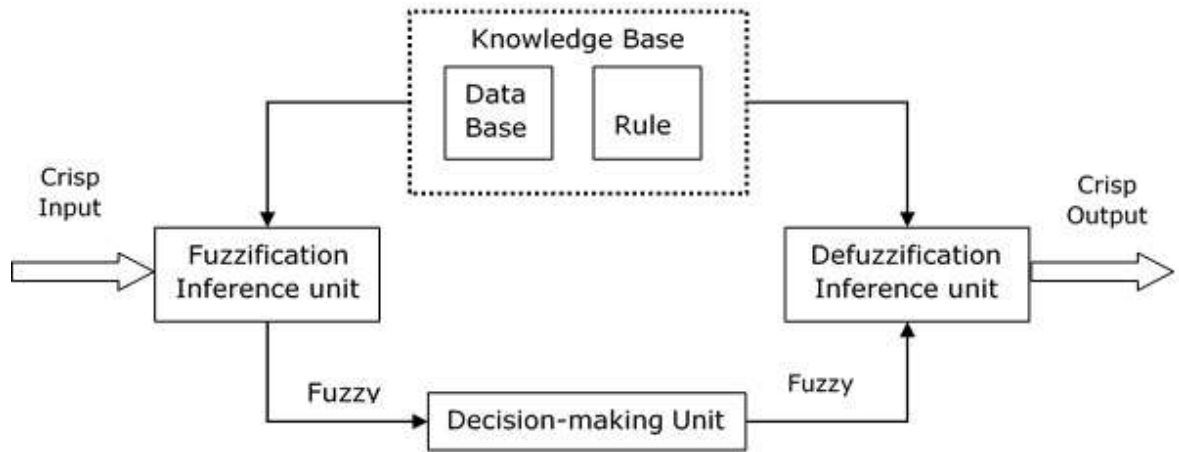 Knowledge Base
Data
Base
Rule
Crisp
Input
Crisp
Output
Fuzzification
Inference unit
Defuzzification
Inference unit
Fuzzy
Fuzzy
Decision-making Unit